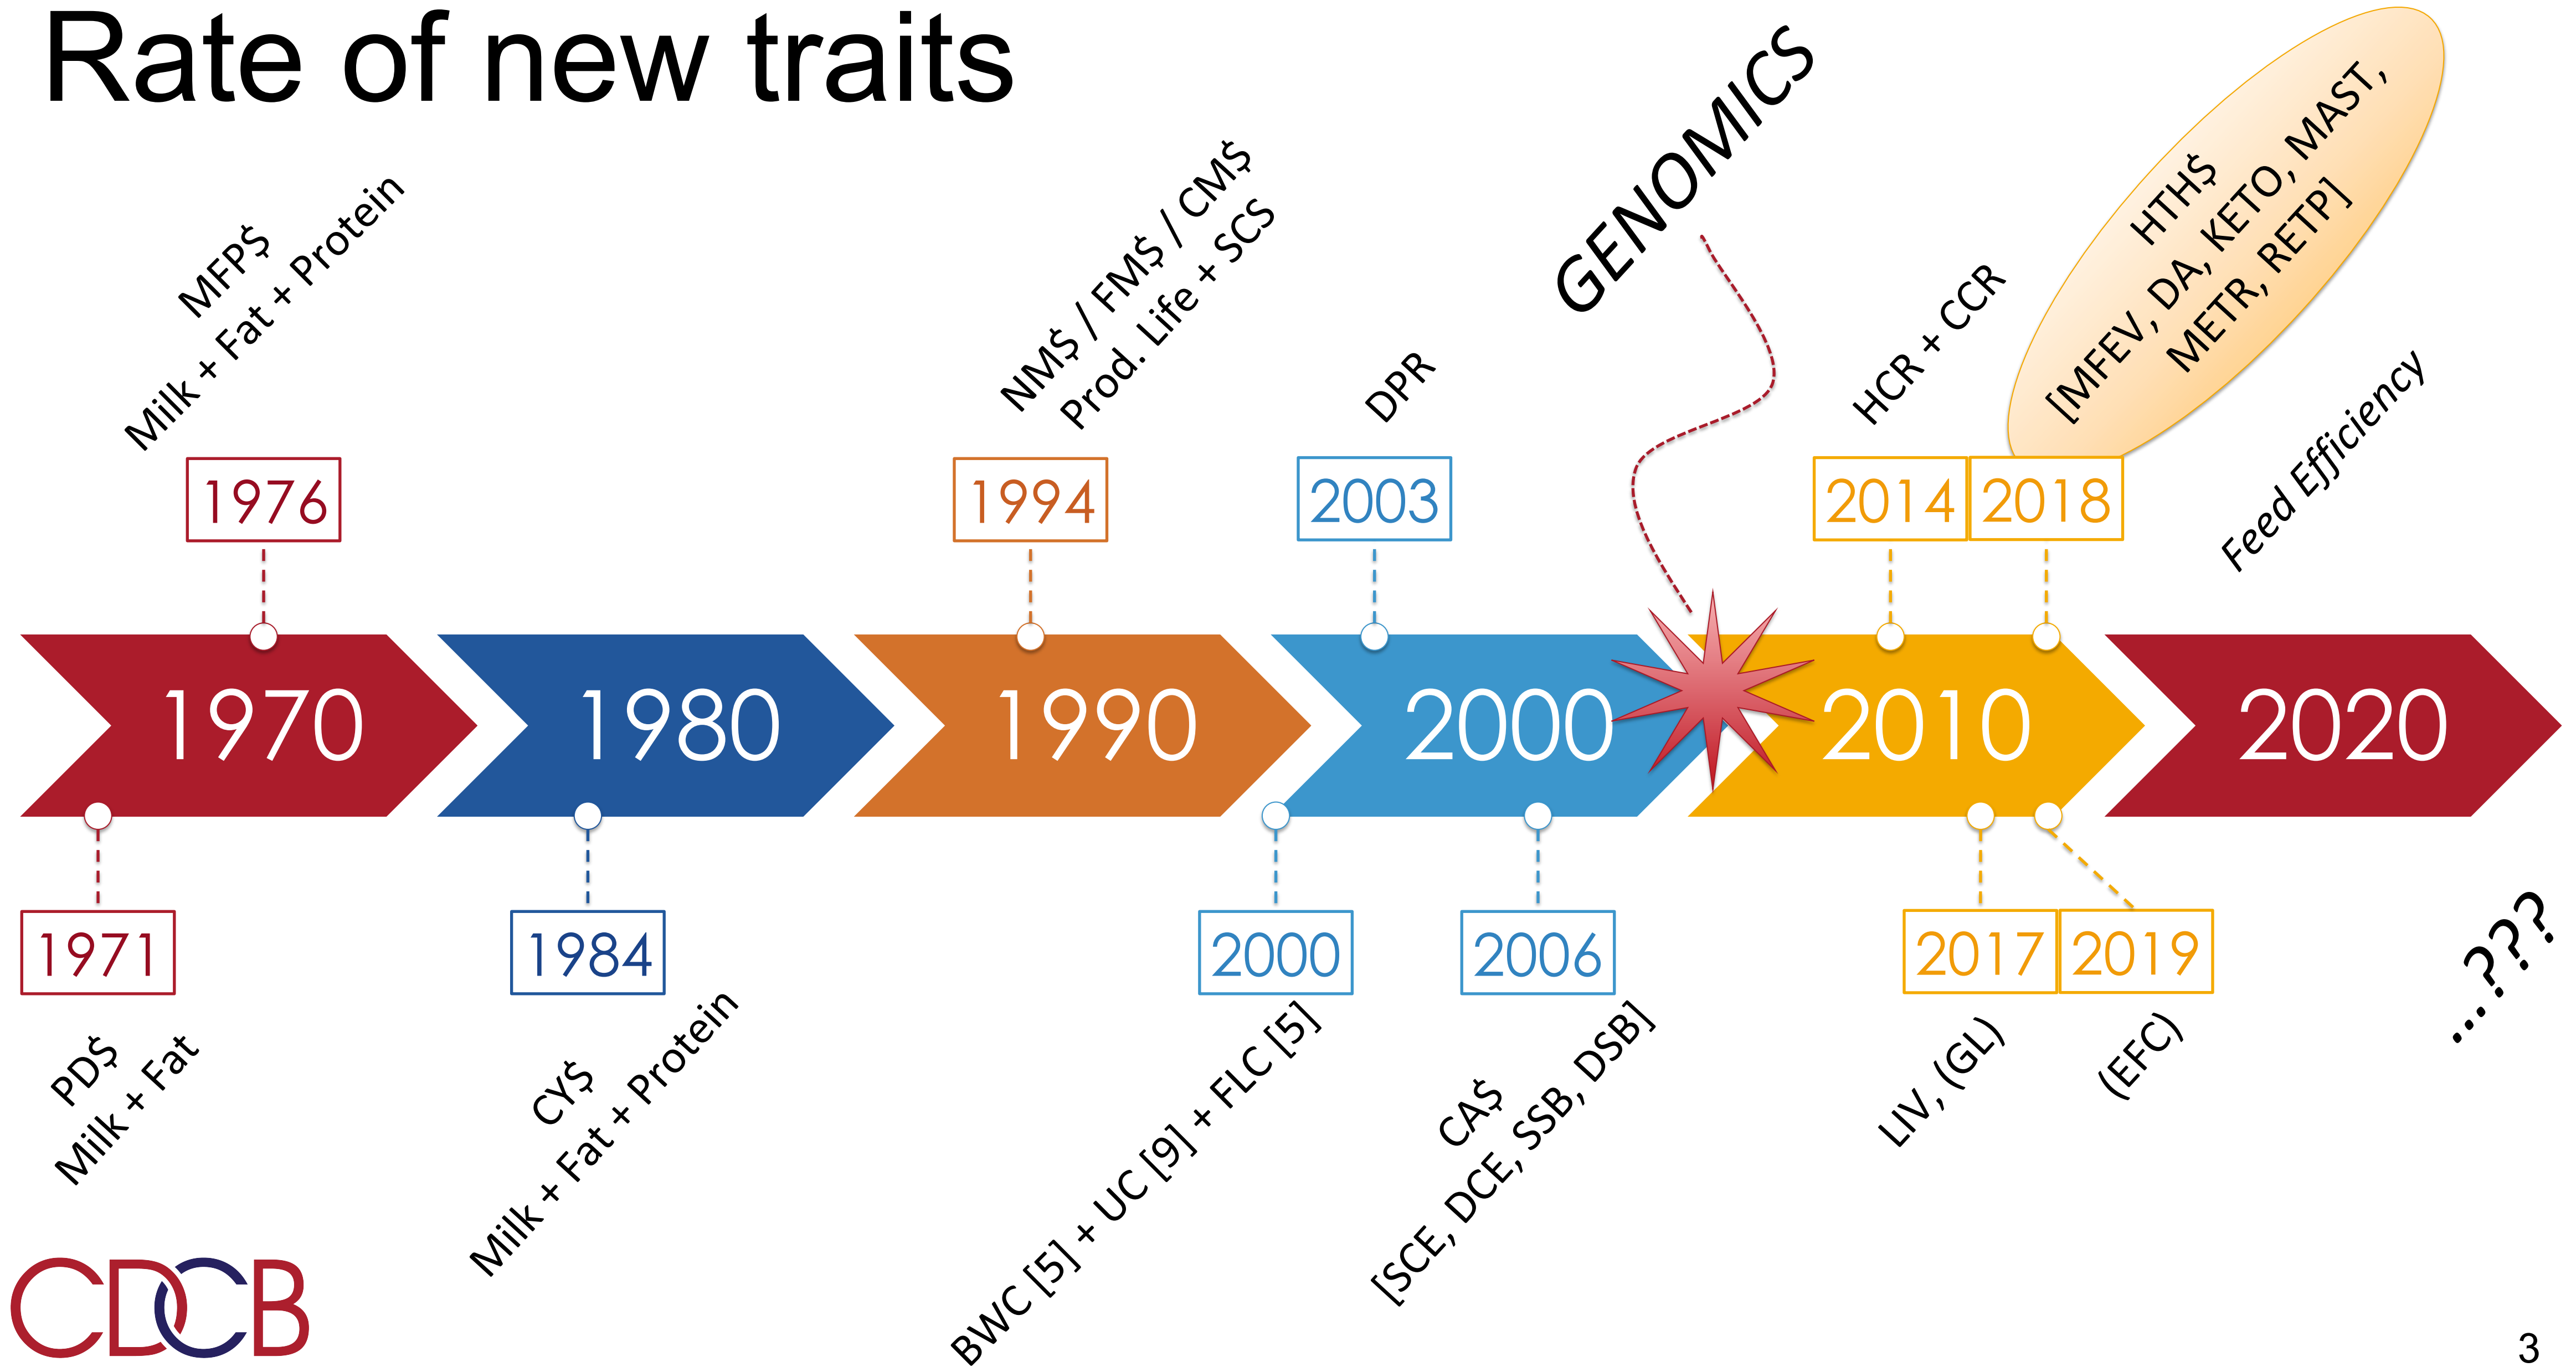 Rate of new traits
MFP$
Milk + Fat + Protein
1976
NM$ / FM$ / CM$
Prod. Life + SCS
1994
DPR
2003
GENOMICS
HCR + CCR
2014
HTH$
[MFEV, DA, KETO, MAST,
METR, RETP]
2018
Feed Efficiency
1970
1980
1990
2000
2010
2020
1971
PD$
Milk + Fat
1984
CY$
Milk + Fat + Protein
2000
BWC [5] + UC [9] + FLC [5]
2006
CA$
[SCE, DCE, SSB, DSB]
2017
LIV, (GL)
2019
(EFC)
...???
CDCB
3